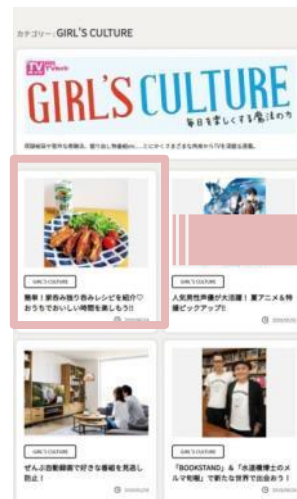 カテゴリー：GIRL'S CULTURE
TV
GIRL'S CULTURE
毎日を楽しくする魔法の力
GIRL'S CULTURE
簡単！家呑み独り呑みレシピを紹介♡
おうちでおいしい時間を楽しもう!!
GIRL'S CULTURE
人気男性声優が大活躍！夏アニメ＆特
撮ピックアップ!!
GIRL'S CULTURE
ぜんぶ自動録画で好きな番組を見逃し
防止！
GIRL'S CULTURE
「BOOKSTAND」＆「水道橋博士のメ
ルマ旬報」で新たな世界で出会おう！